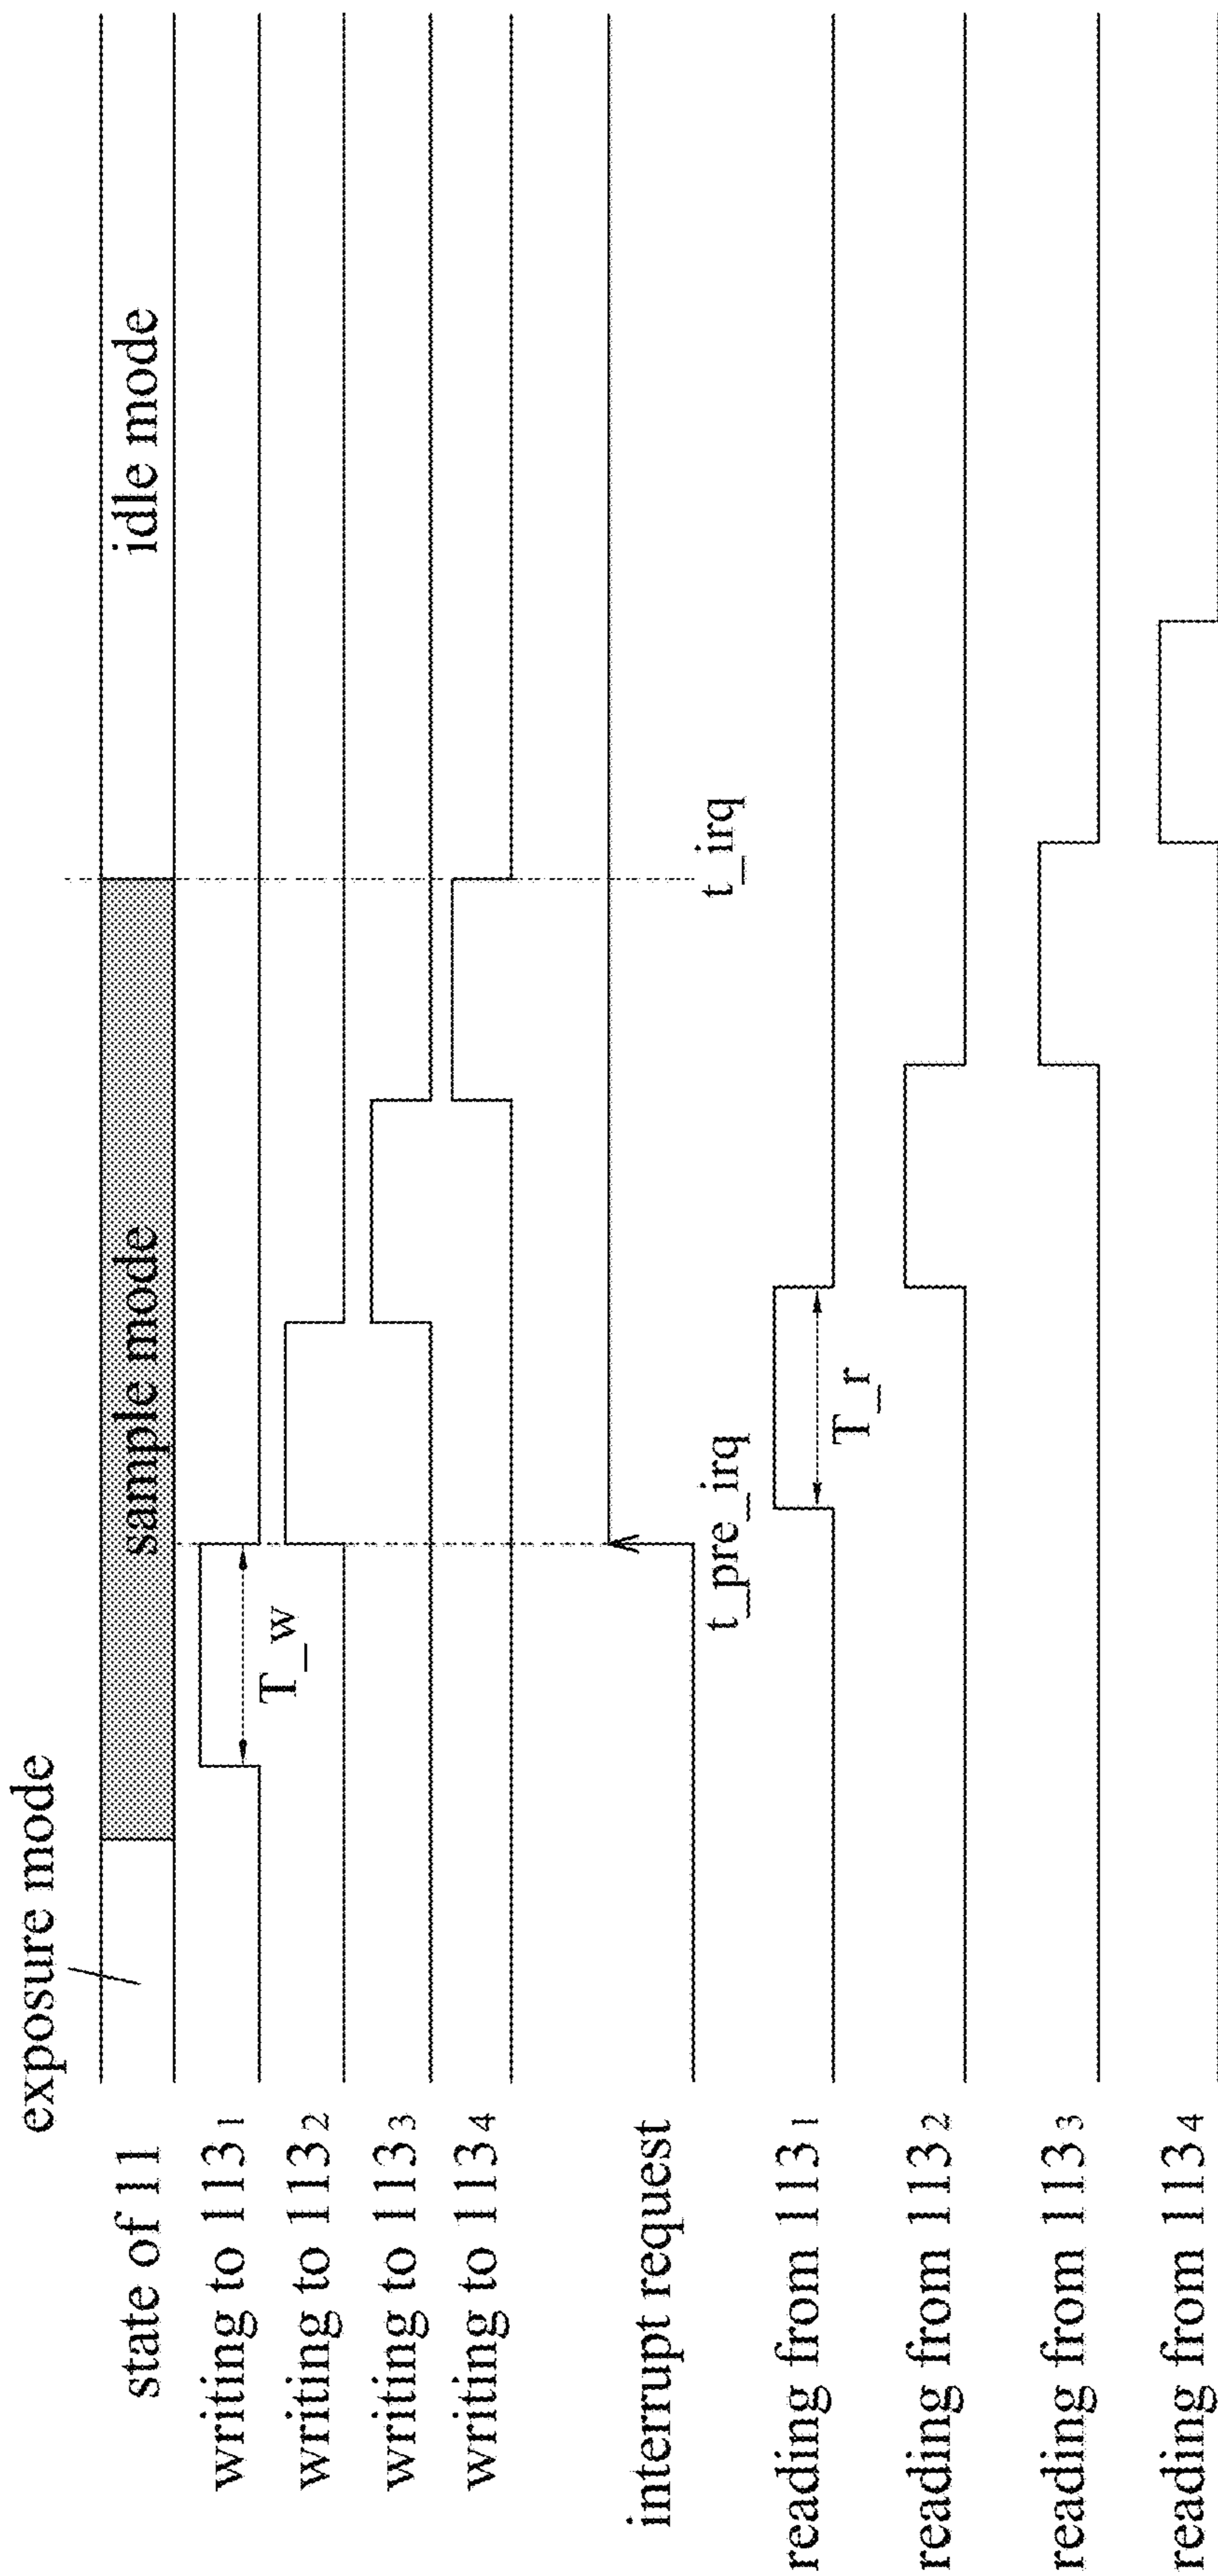 exposure mode
state of 11
sample mode
idle mode
writing to 113₁
T_w
writing to 113₂
writing to 113₃
writing to 113₄
interrupt request
t_pre_irq
t_irq
reading from 113₁
T_r
reading from 113₂
reading from 113₃
reading from 113₄